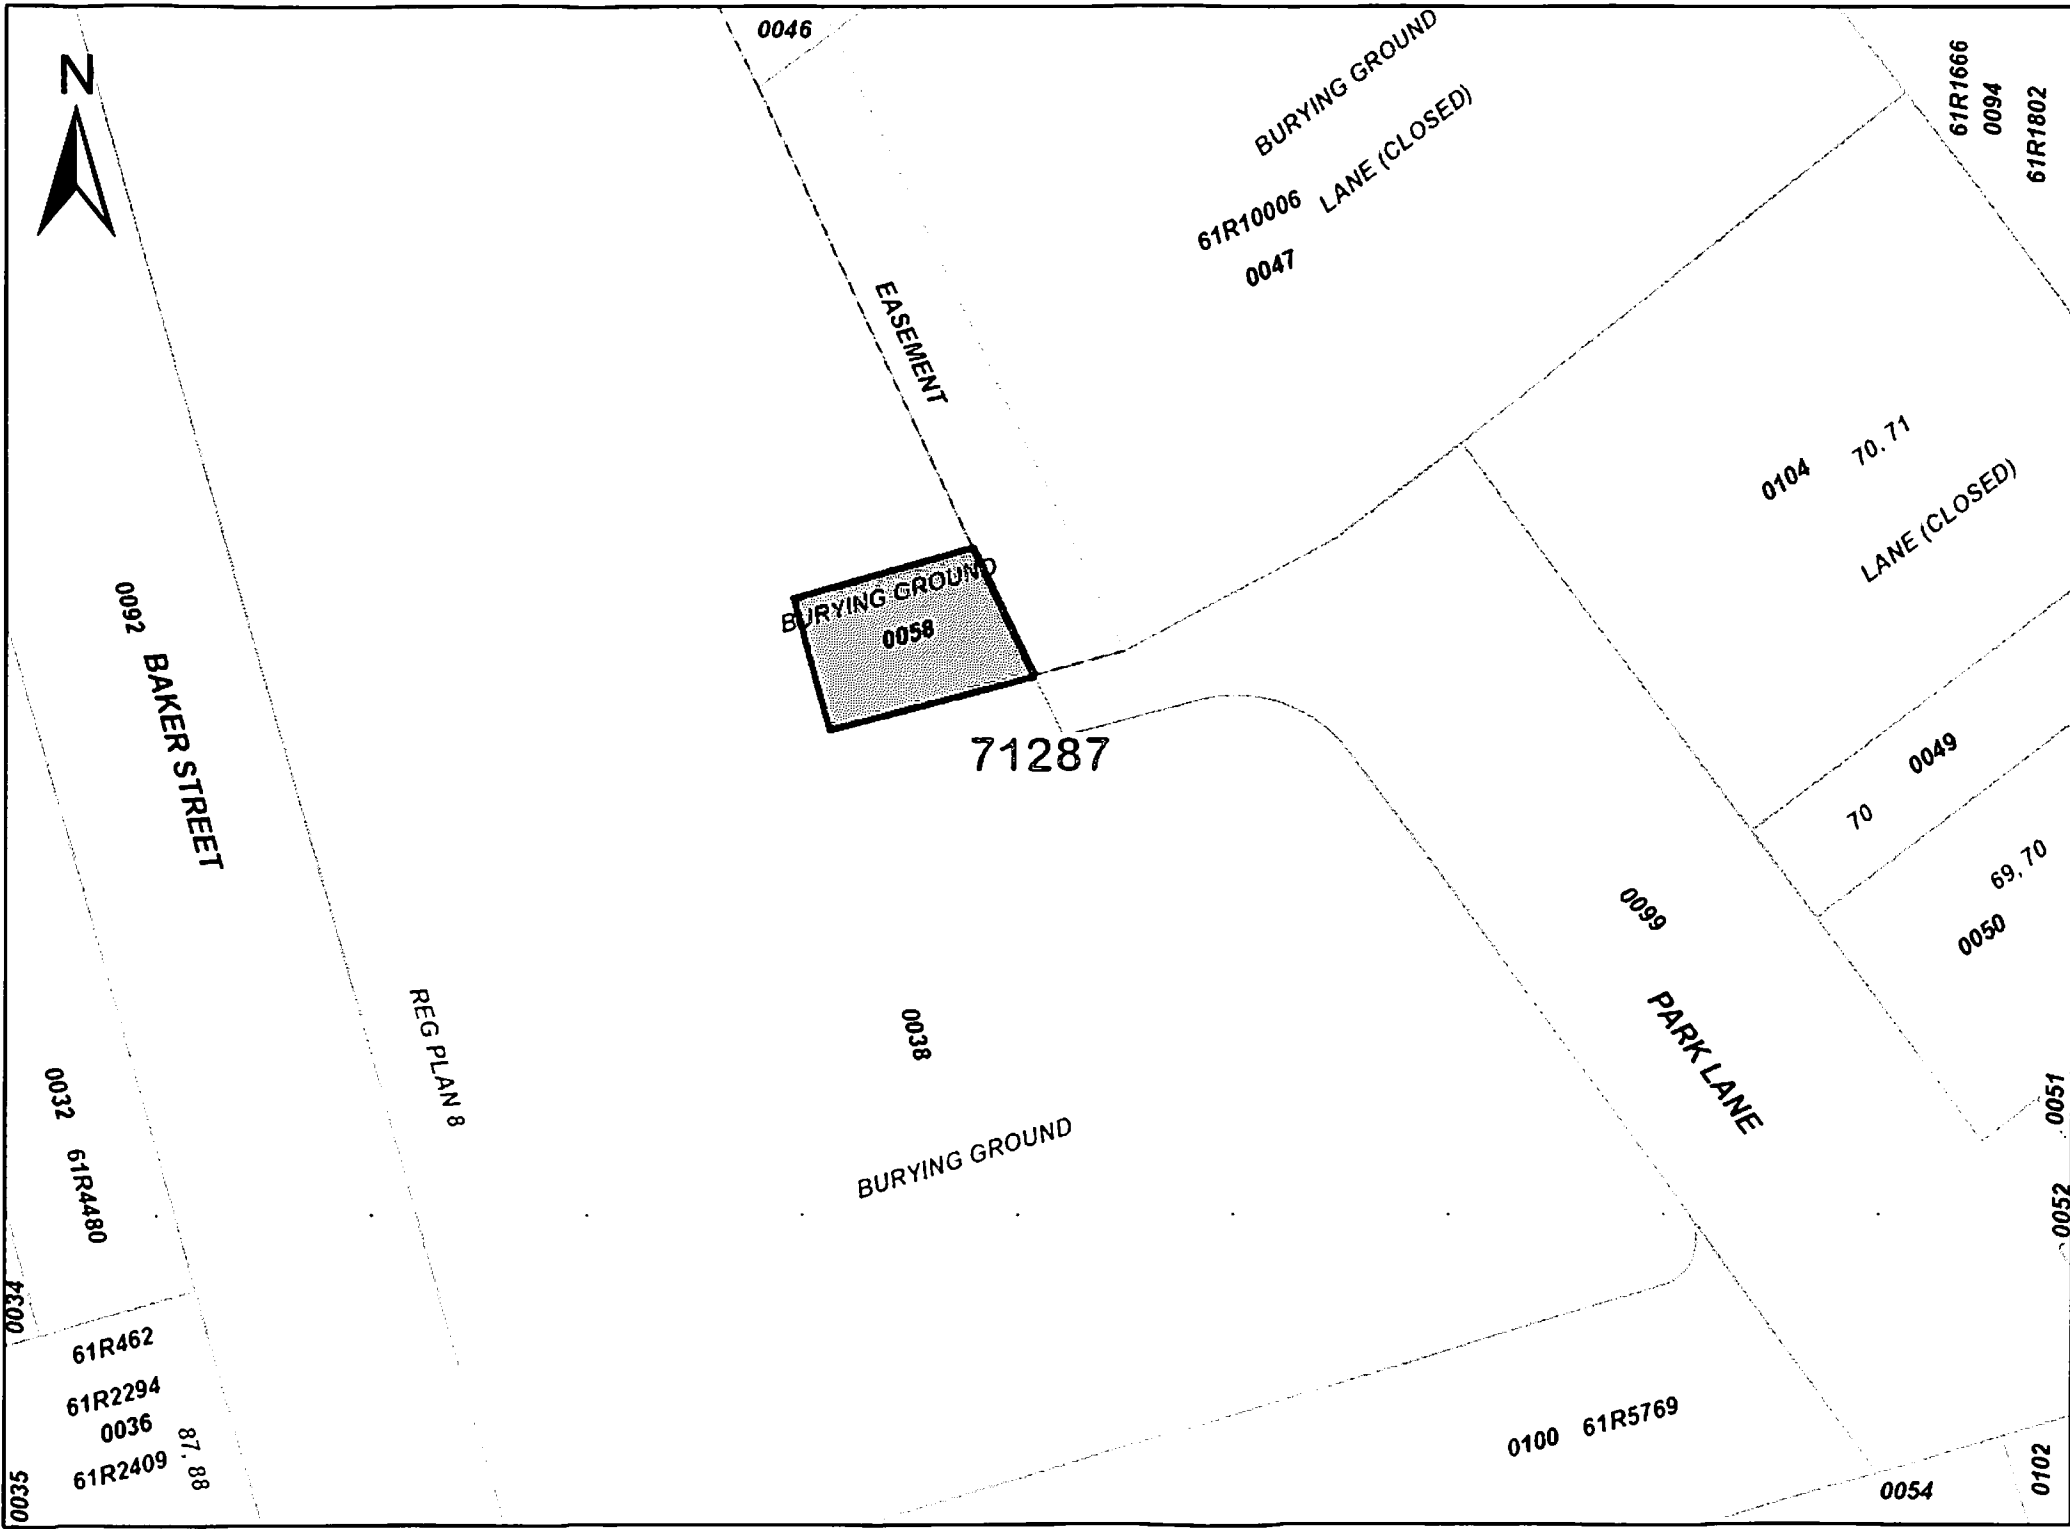 0046
N
BURYING GROUND
LANE (CLOSED)
61R10006
0047
61R1666
0094
61R1802
EASEMENT
0104 70, 71
LANE (CLOSED)
BURYING GROUND
0058
71287
0092 BAKER STREET
0049
70
69, 70
0050
0099 PARK LANE
REG PLAN 8
0038
BURYING GROUND
0032 61R4480
0051
0052
0034
61R462
61R2294
0036
61R2409
87, 88
0035
0100 61R5769
0054
0102